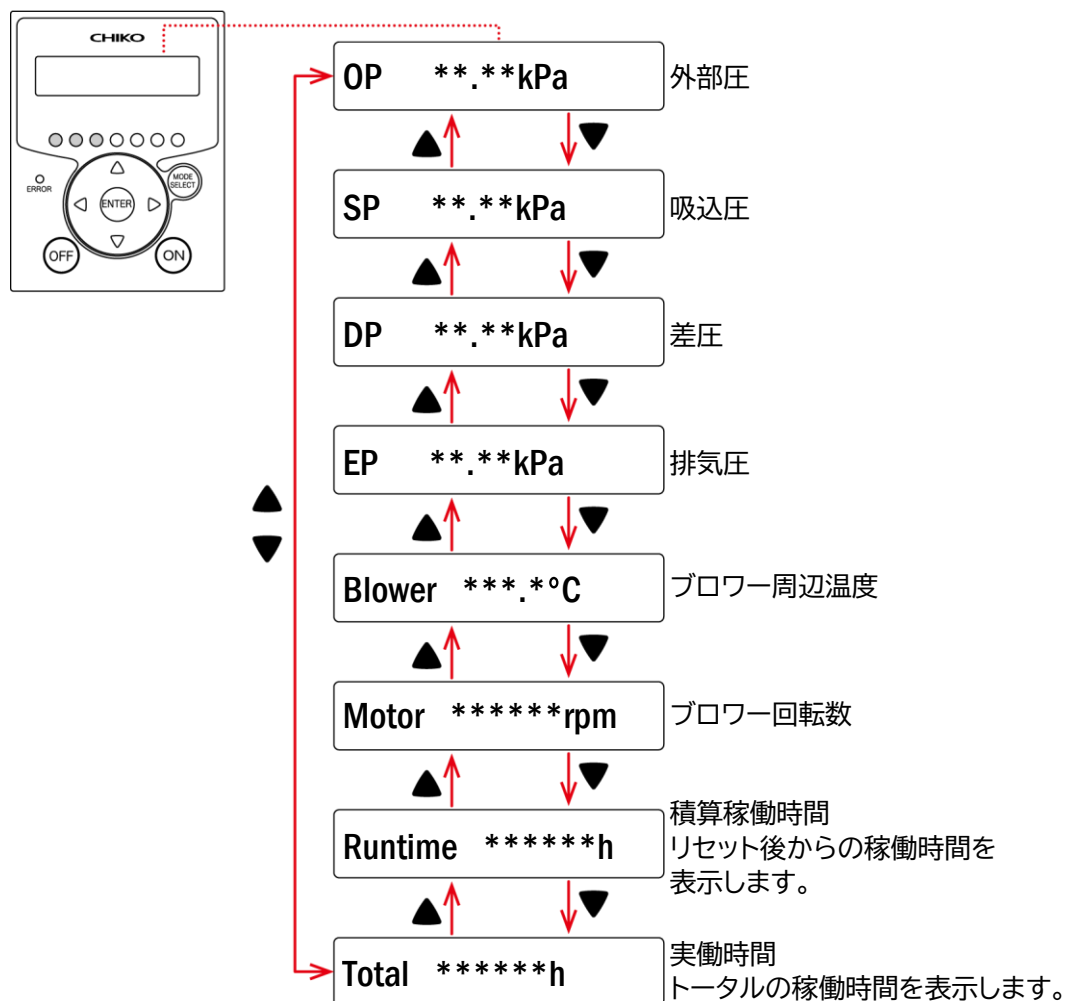 CHIKO
ERROR
MODE
SELECT
ENTER
OFF
ON
OP **.**kPa
外部圧
SP **.**kPa
吸込圧
DP **.**kPa
差圧
EP **.**kPa
排気圧
Blower ***.*°C
ブロワー周辺温度
Motor ******rpm
ブロワー回転数
Runtime ******h
積算稼働時間
リセット後からの稼働時間を
表示します。
Total ******h
実働時間
トータルの稼働時間を表示します。